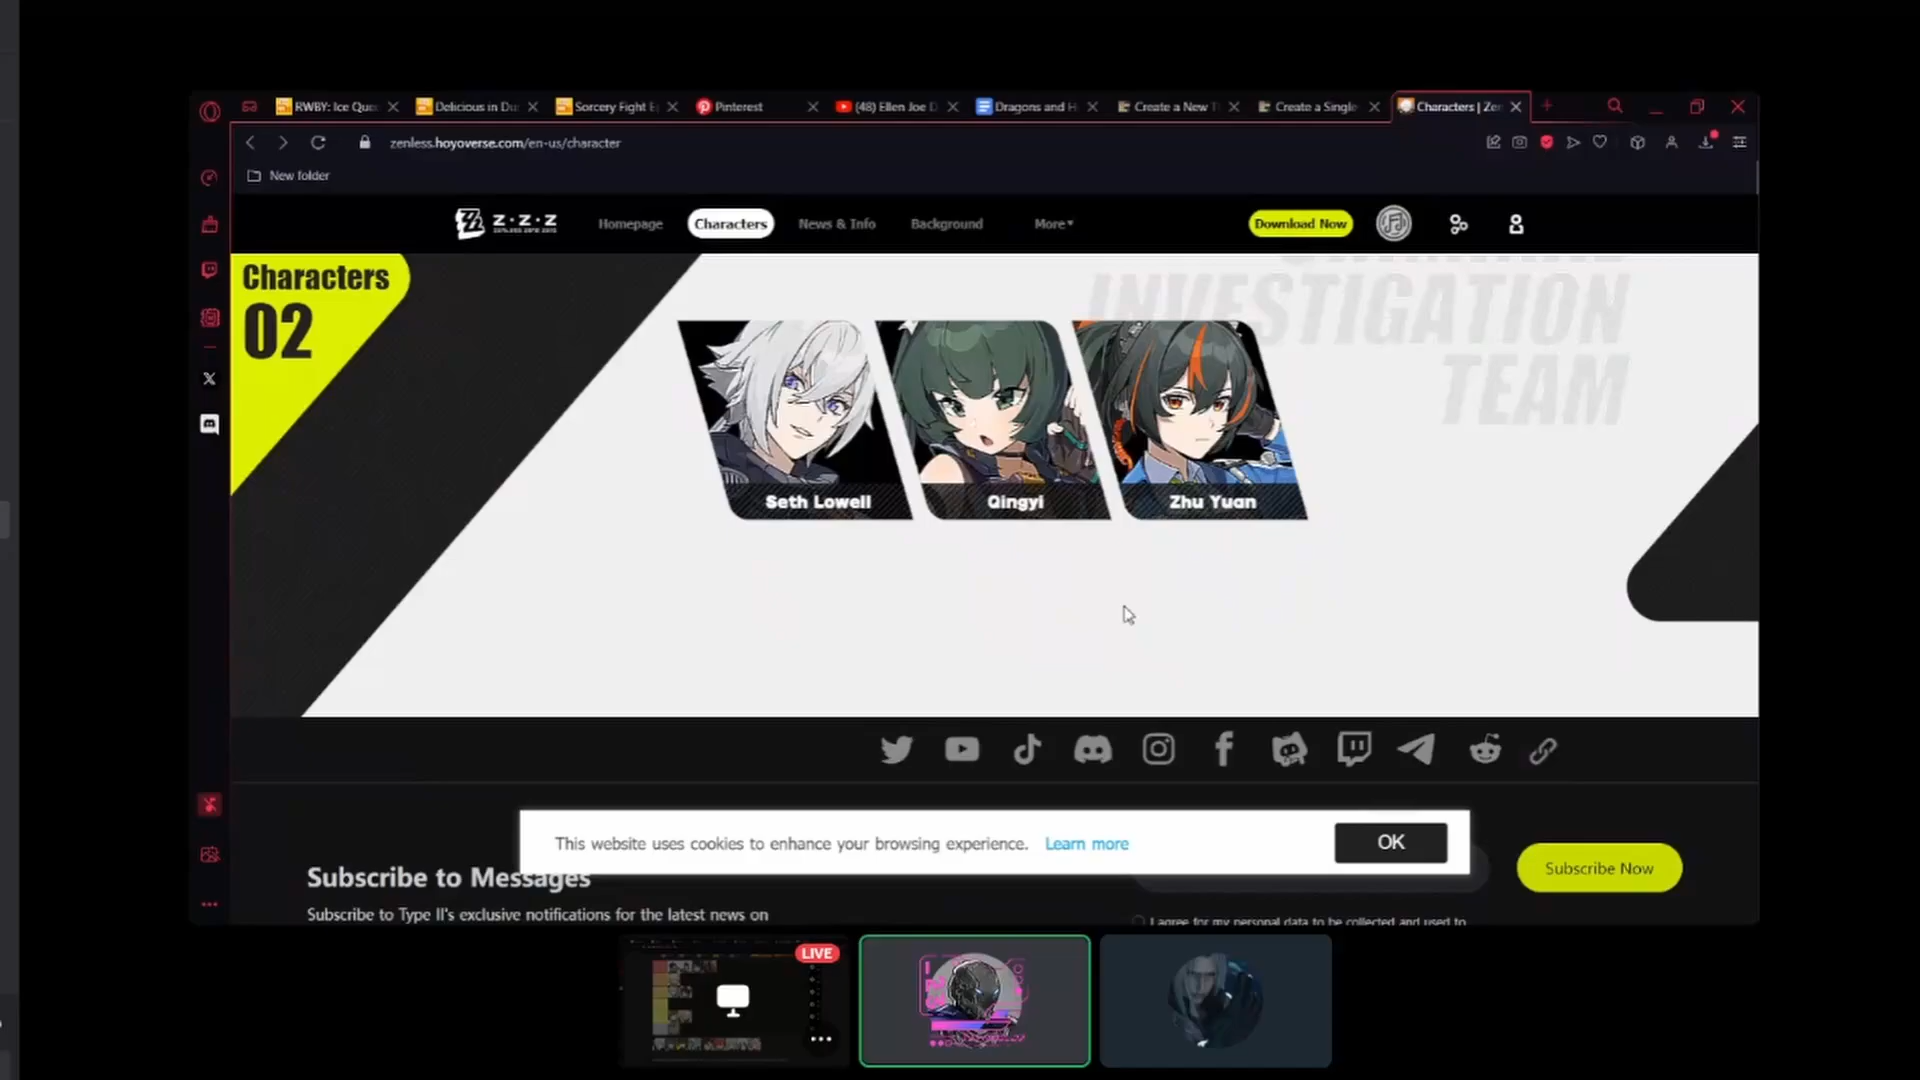 RWBY: Ice Que
Delicious in Du
Sorcery Fight E
Pinterest
(48) Ellen Joe D
Dragons and H
Create a New T
Create a Single
Characters | Zen
zenless.hoyoverse.com/en-us/character
New folder
Z·Z·Z
ZENLESS ZONE ZERO
Homepage
Characters
News & Info
Background
More
Download Now
Characters
02
INVESTIGATION
TEAM
Seth Lowell
Qingyi
Zhu Yuan
This website uses cookies to enhance your browsing experience. Learn more
OK
Subscribe to Messages
Subscribe Now
Subscribe to Type II's exclusive notifications for the latest news on
I agree for my personal data to be collected and used to
LIVE